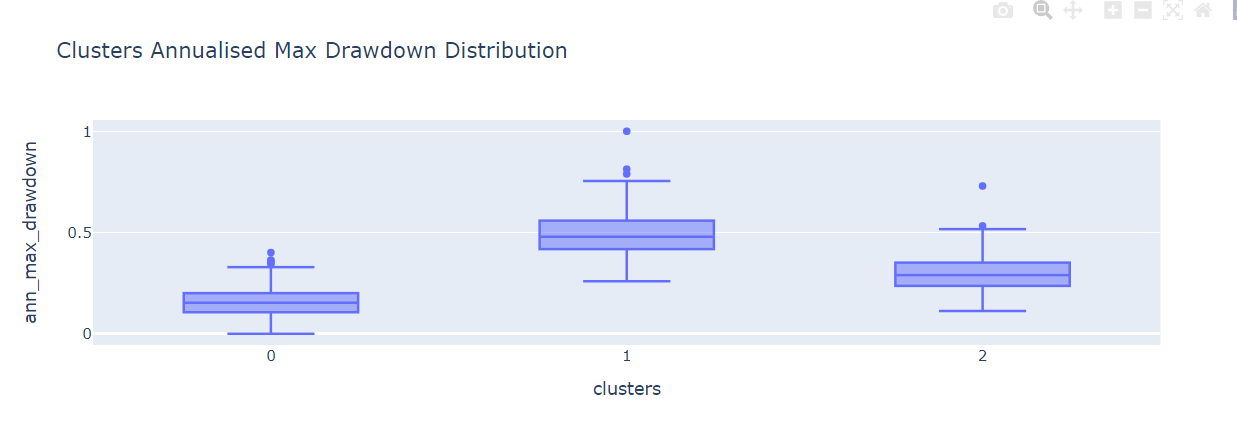 Clusters Annualised Max Drawdown Distribution
ann_max_drawdown
1
0.5
0
0 1 2
clusters